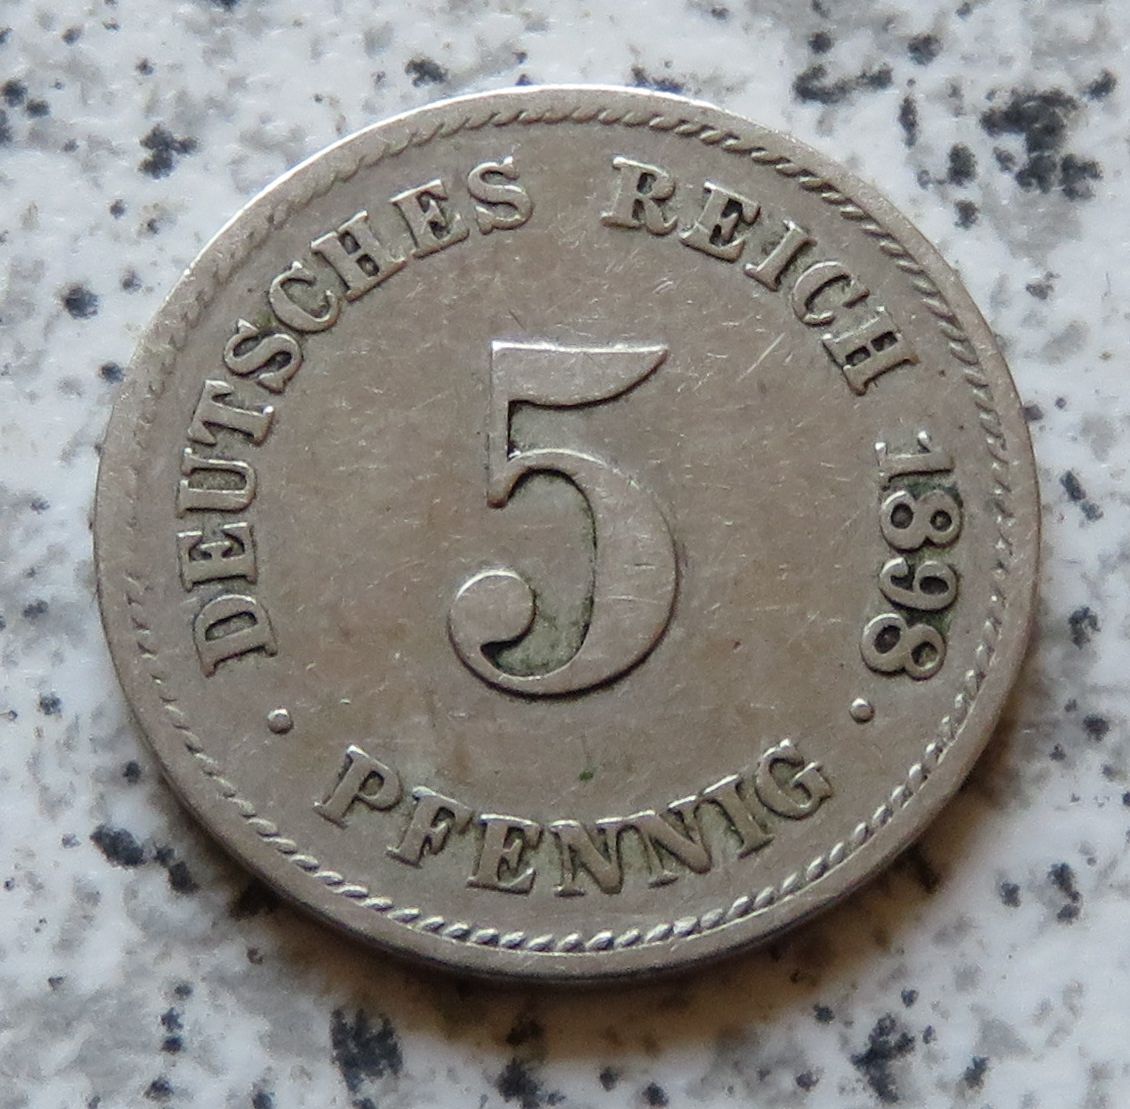 DEUTSCHES REICH 1898
5
PFENNIG